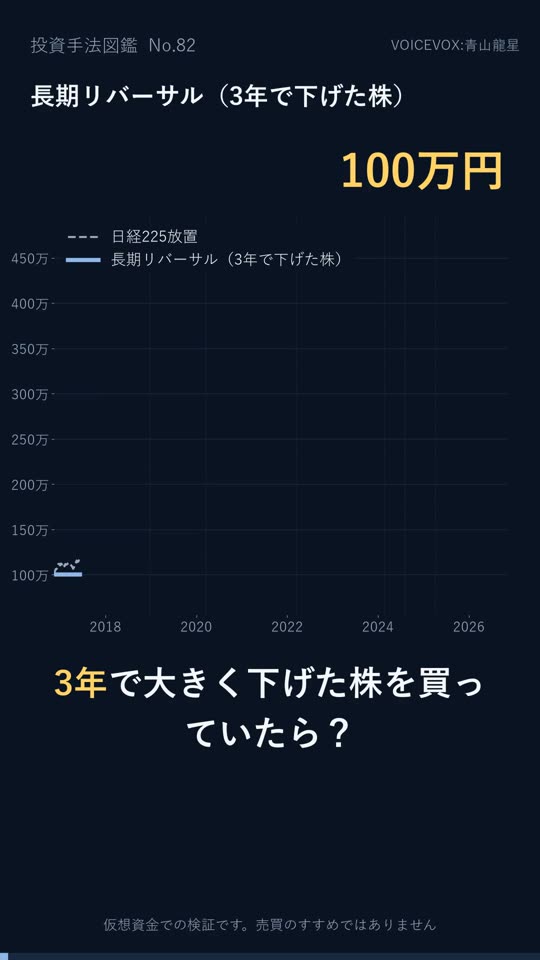 投資手法図鑑 No.82
VOICEVOX:青山龍星
長期リバーサル（3年で下げた株）
100万円
日経225放置
長期リバーサル（3年で下げた株）
450万
400万
350万
300万
250万
200万
150万
100万
2018 2020 2022 2024 2026
3年で大きく下げた株を買っ
ていたら？
仮想資金での検証です。売買のすすめではありません